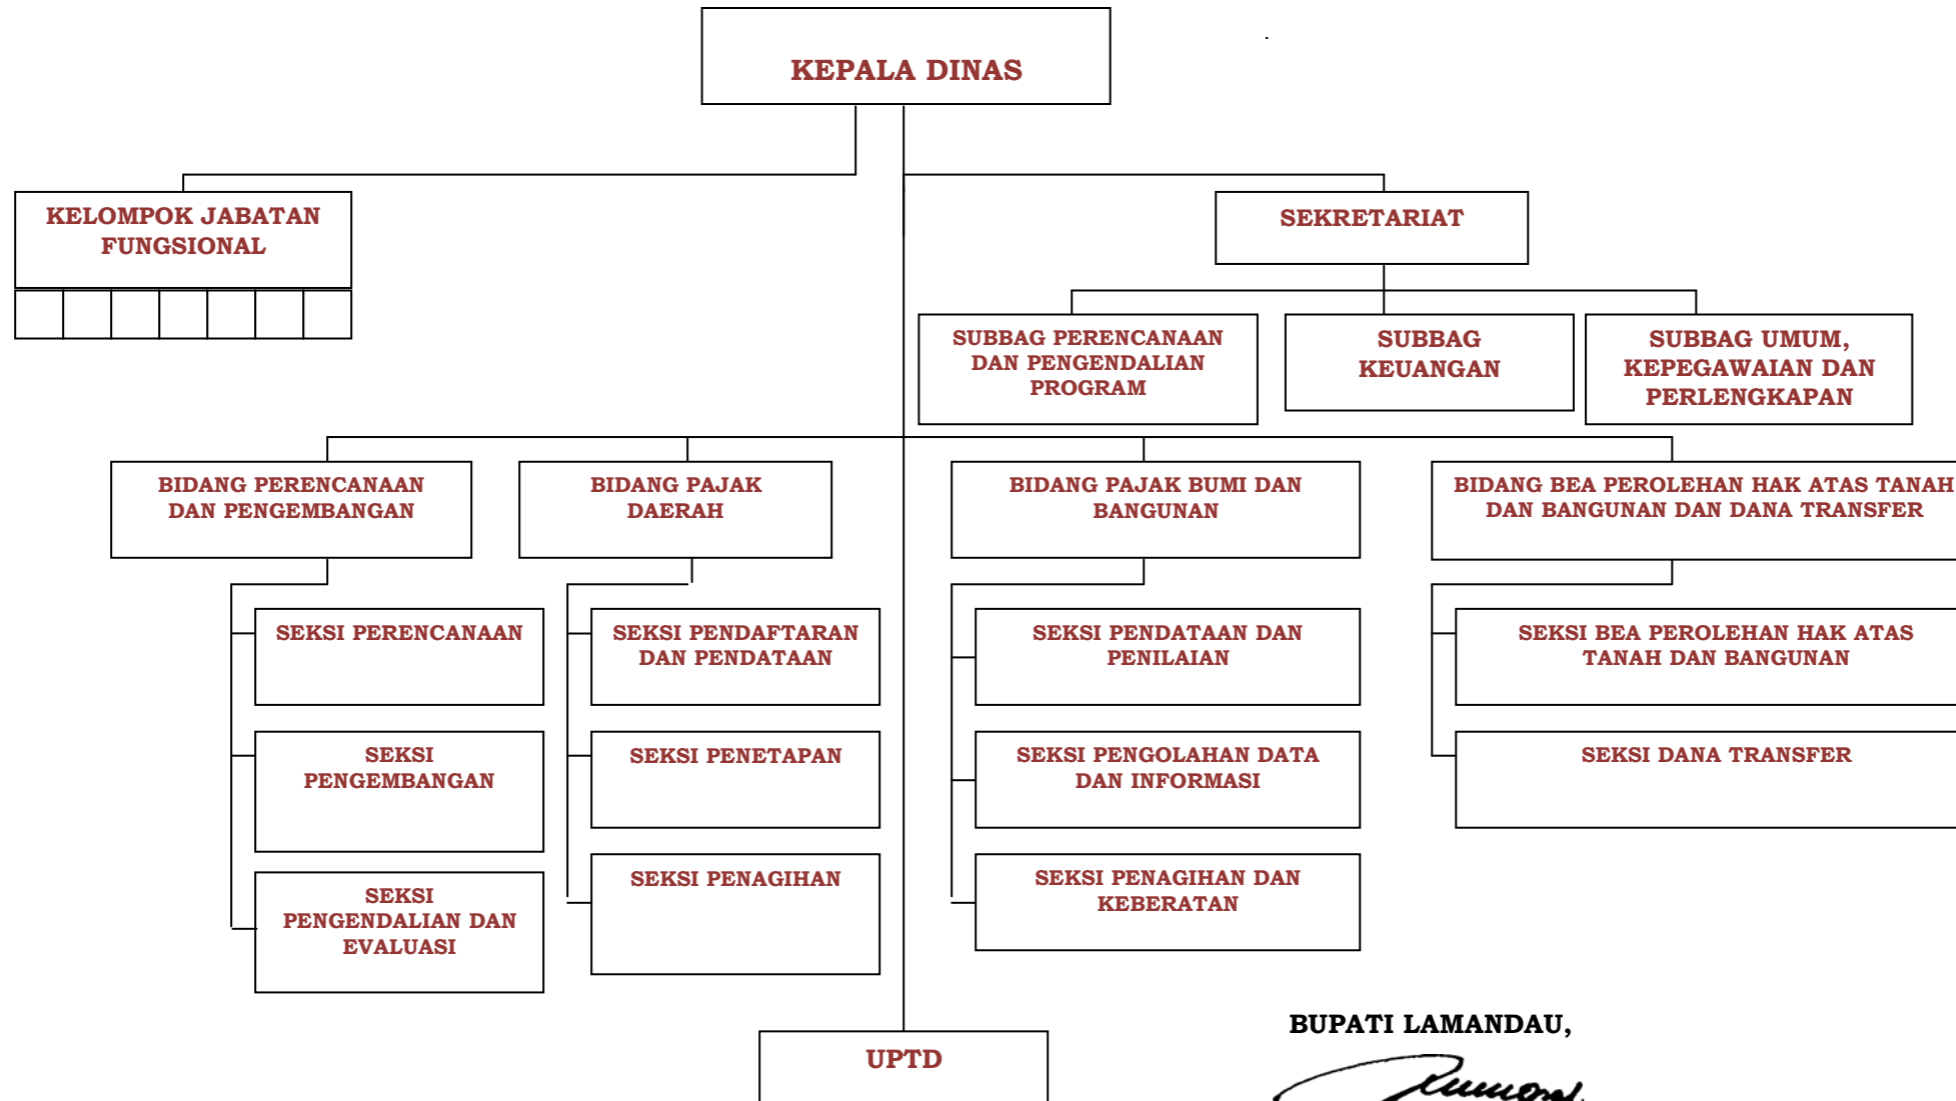 KEPALA DINAS
KELOMPOK JABATAN
FUNGSIONAL
SEKRETARIAT
SUBBAG PERENCANAAN
DAN PENGENDALIAN
PROGRAM
SUBBAG
KEUANGAN
SUBBAG UMUM,
KEPEGAWAIAN DAN
PERLENGKAPAN
BIDANG PERENCANAAN
DAN PENGEMBANGAN
BIDANG PAJAK
DAERAH
BIDANG PAJAK BUMI DAN
BANGUNAN
BIDANG BEA PEROLEHAN HAK ATAS TANAH
DAN BANGUNAN DAN DANA TRANSFER
SEKSI PERENCANAAN
SEKSI
PENGEMBANGAN
SEKSI
PENGENDALIAN DAN
EVALUASI
SEKSI PENDAFTARAN
DAN PENDATAAN
SEKSI PENETAPAN
SEKSI PENAGIHAN
SEKSI PENDATAAN DAN
PENILAIAN
SEKSI PENGOLAHAN DATA
DAN INFORMASI
SEKSI PENAGIHAN DAN
KEBERATAN
SEKSI BEA PEROLEHAN HAK ATAS
TANAH DAN BANGUNAN
SEKSI DANA TRANSFER
UPTD
BUPATI LAMANDAU,